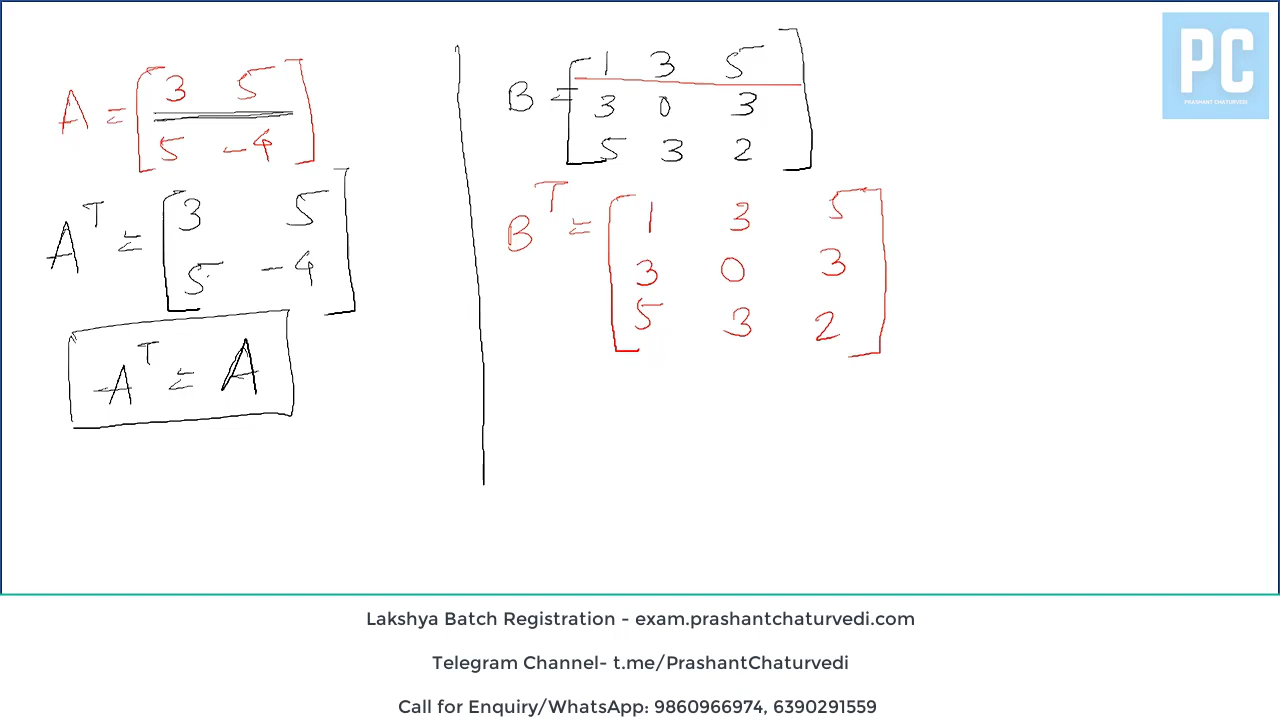 A = [3 5
5 -4]
A^T = [3 5
5 -4]
A^T = A
B = [1 3 5
3 0 3
5 3 2]
B^T = [1 3 5
3 0 3
5 3 2]
PC
PRASHANT CHATURVEDI
Lakshya Batch Registration - exam.prashantchaturvedi.com
Telegram Channel- t.me/PrashantChaturvedi
Call for Enquiry/WhatsApp: 9860966974, 6390291559